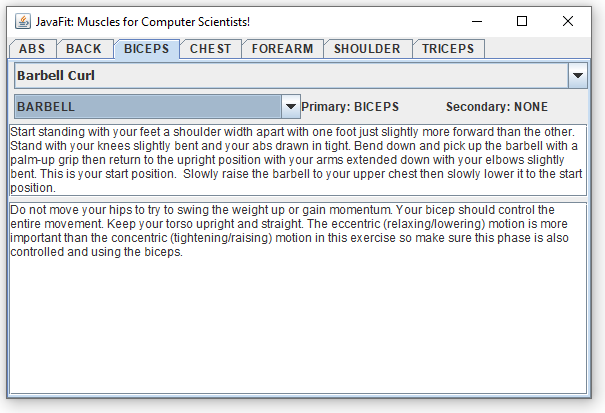 JavaFit: Muscles for Computer Scientists!
ABS BACK BICEPS CHEST FOREARM SHOULDER TRICEPS
Barbell Curl
BARBELL Primary: BICEPS Secondary: NONE
Start standing with your feet a shoulder width apart with one foot just slightly more forward than the other.
Stand with your knees slightly bent and your abs drawn in tight. Bend down and pick up the barbell with a
palm-up grip then return to the upright position with your arms extended down with your elbows slightly
bent. This is your start position.  Slowly raise the barbell to your upper chest then slowly lower it to the start
position.
Do not move your hips to try to swing the weight up or gain momentum. Your bicep should control the
entire movement. Keep your torso upright and straight. The eccentric (relaxing/lowering) motion is more
important than the concentric (tightening/raising) motion in this exercise so make sure this phase is also
controlled and using the biceps.